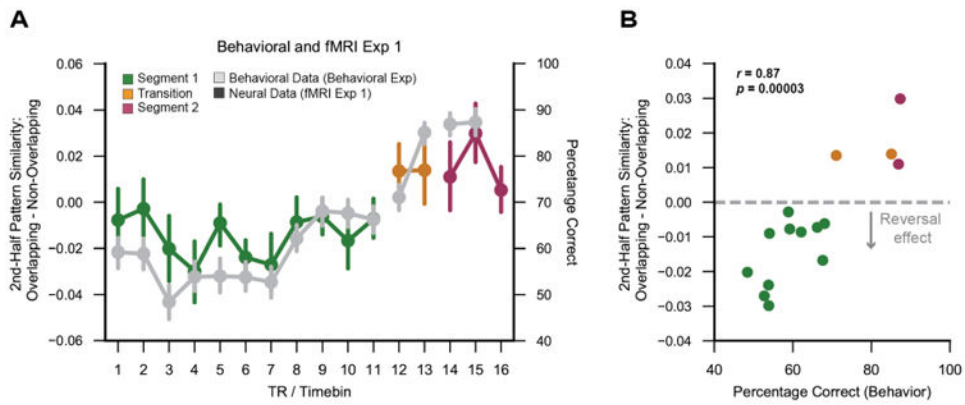 A
Behavioral and fMRI Exp 1
2nd-Half Pattern Similarity:
Overlapping - Non-Overlapping
0.06
0.04
0.02
0.00
−0.02
−0.04
−0.06
Segment 1
Transition
Segment 2
Behavioral Data (Behavioral Exp)
Neural Data (fMRI Exp 1)
100
90
80
70
60
50
40
Percetange Correct
1 2 3 4 5 6 7 8 9 10 11 12 13 14 15 16
TR / Timebin
B
2nd-Half Pattern Similarity:
Overlapping - Non-Overlapping
0.04
0.03
0.02
0.01
0.00
−0.01
−0.02
−0.03
−0.04
r = 0.87
p = 0.00003
Reversal
effect
40 60 80 100
Percentage Correct (Behavior)